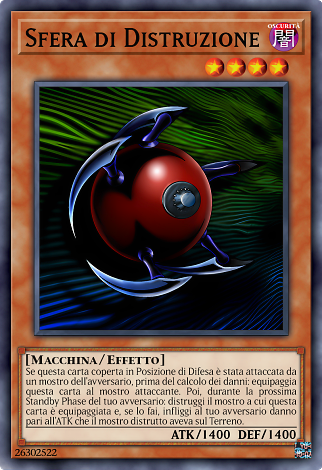 Sfera di Distruzione
OSCURITÀ
闇
[Macchina/Effetto]
Se questa carta coperta in Posizione di Difesa è stata attaccata da
un mostro dell'avversario, prima del calcolo dei danni: equipaggia
questa carta al mostro attaccante. Poi, durante la prossima
Standby Phase del tuo avversario: distruggi il mostro a cui questa
carta è equipaggiata e, se lo fai, infliggi al tuo avversario danno
pari all'ATK che il mostro distrutto aveva sul Terreno.
ATK/1400 DEF/1400
26302522